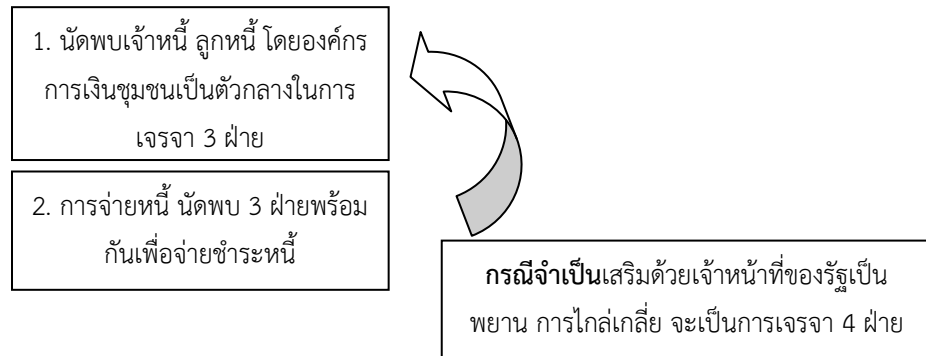 1. นัดพบเจ้าหนี้ ลูกหนี้ โดยองค์กร
การเงินชุมชนเป็นตัวกลางในการ
เจรจา 3 ฝ่าย
2. การจ่ายหนี้ นัดพบ 3 ฝ่ายพร้อม
กันเพื่อจ่ายชำระหนี้
กรณีจำเป็นเสริมด้วยเจ้าหน้าที่ของรัฐเป็น
พยาน การไกล่เกลี่ย จะเป็นการเจรจา 4 ฝ่าย